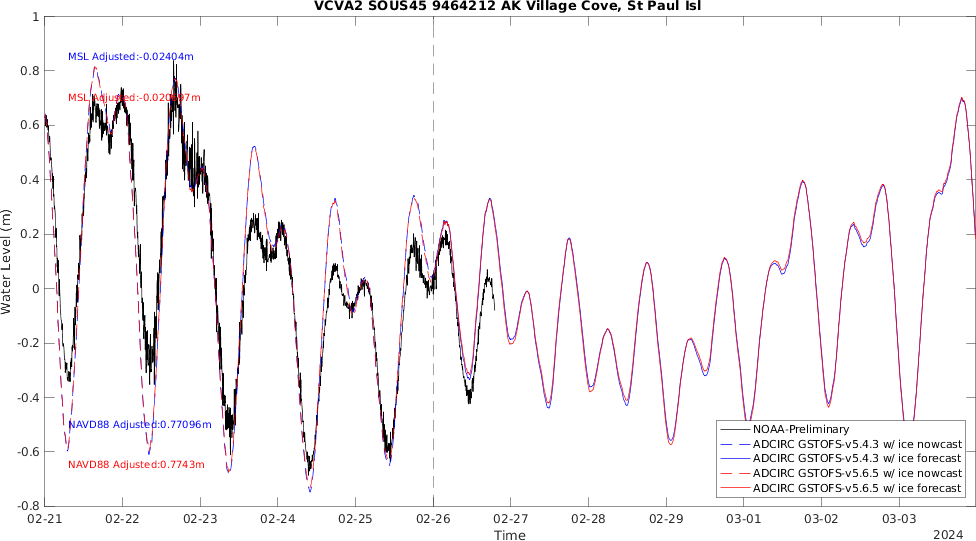 VCVA2 SOUS45 9464212 AK Village Cove, St Paul Isl
1
0.8
0.6
0.4
0.2
0
-0.2
-0.4
-0.6
-0.8
Water Level (m)
MSL Adjusted:-0.02404m
MSL Adjusted:
NAVD88 Adjusted:0.77096m
NAVD88 Adjusted:0.7743m
NOAA-Preliminary
ADCIRC GSTOFS-v5.4.3 w/ ice nowcast
ADCIRC GSTOFS-v5.4.3 w/ ice forecast
ADCIRC GSTOFS-v5.6.5 w/ ice nowcast
ADCIRC GSTOFS-v5.6.5 w/ ice forecast
02-21 02-22 02-23 02-24 02-25 02-26 02-27 02-28 02-29 03-01 03-02 03-03
Time
2024